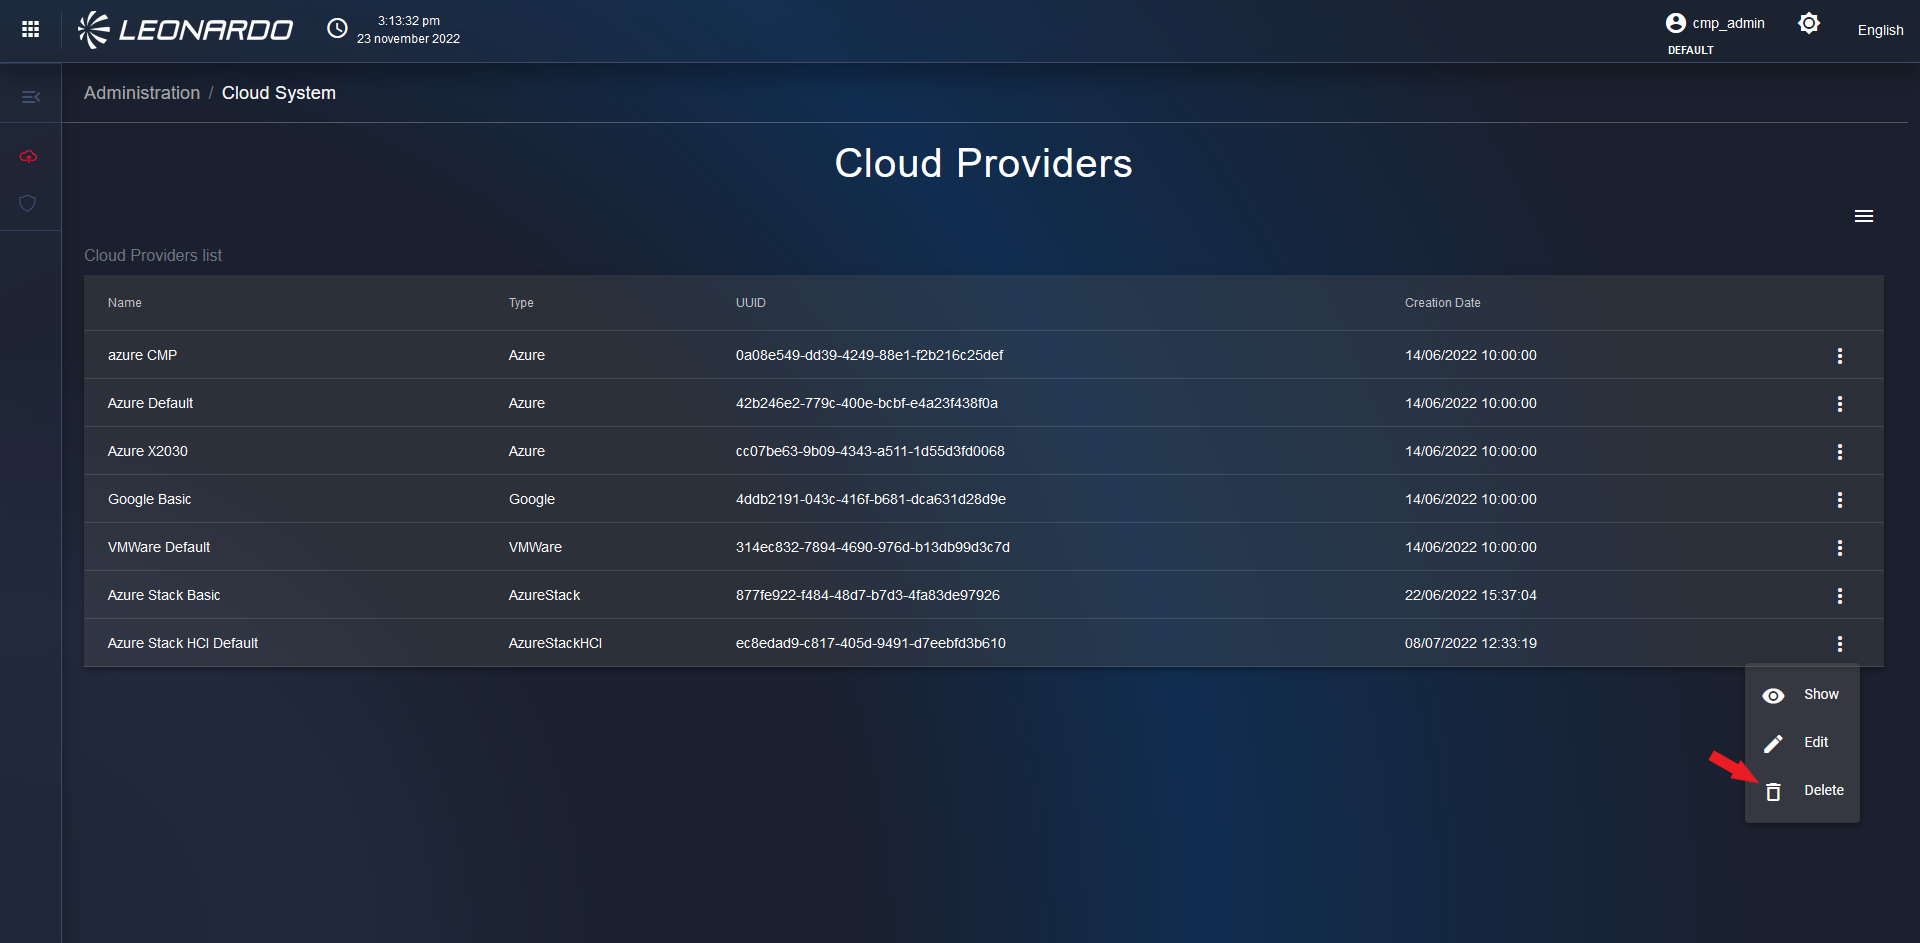 LEONARDO
3:13:32 pm
23 november 2022
cmp_admin
DEFAULT
English
Administration / Cloud System
Cloud Providers
Cloud Providers list
Name Type UUID Creation Date
azure CMP Azure 0a08e549-dd39-4249-88e1-f2b216c25def 14/06/2022 10:00:00
Azure Default Azure 42b246e2-779c-400e-bcbf-e4a23f438f0a 14/06/2022 10:00:00
Azure X2030 Azure cc07be63-9b09-4343-a511-1d55d3fd0068 14/06/2022 10:00:00
Google Basic Google 4ddb2191-043c-416f-b681-dca631d28d9e 14/06/2022 10:00:00
VMWare Default VMWare 314ec832-7894-4690-976d-b13db99d3c7d 14/06/2022 10:00:00
Azure Stack Basic AzureStack 877fe922-f484-48d7-b7d3-4fa83de97926 22/06/2022 15:37:04
Azure Stack HCI Default AzureStackHCI ec8edad9-c817-405d-9491-d7eebfd3b610 08/07/2022 12:33:19
Show
Edit
Delete